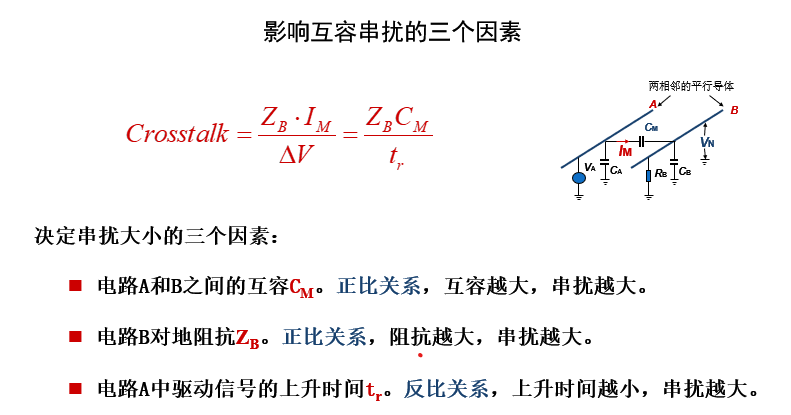 影响互容串扰的三个因素
Crosstalk = Z_B · I_M / ΔV = Z_B C_M / t_r
两相邻的平行导体
A
B
C_M
I_M
V_N
V_A
C_A
R_B
C_B
决定串扰大小的三个因素：
■ 电路A和B之间的互容C_M。正比关系，互容越大，串扰越大。
■ 电路B对地阻抗Z_B。正比关系，阻抗越大，串扰越大。
■ 电路A中驱动信号的上升时间t_r。反比关系，上升时间越小，串扰越大。